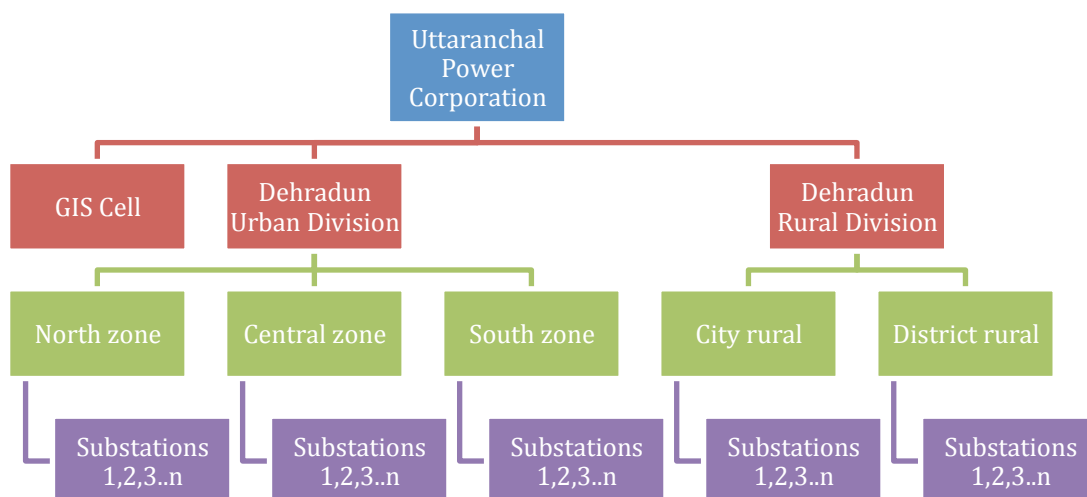 Uttaranchal
Power
Corporation
GIS Cell
Dehradun
Urban Division
Dehradun
Rural Division
North zone
Central zone
South zone
City rural
District rural
Substations
1,2,3..n
Substations
1,2,3..n
Substations
1,2,3..n
Substations
1,2,3..n
Substations
1,2,3..n